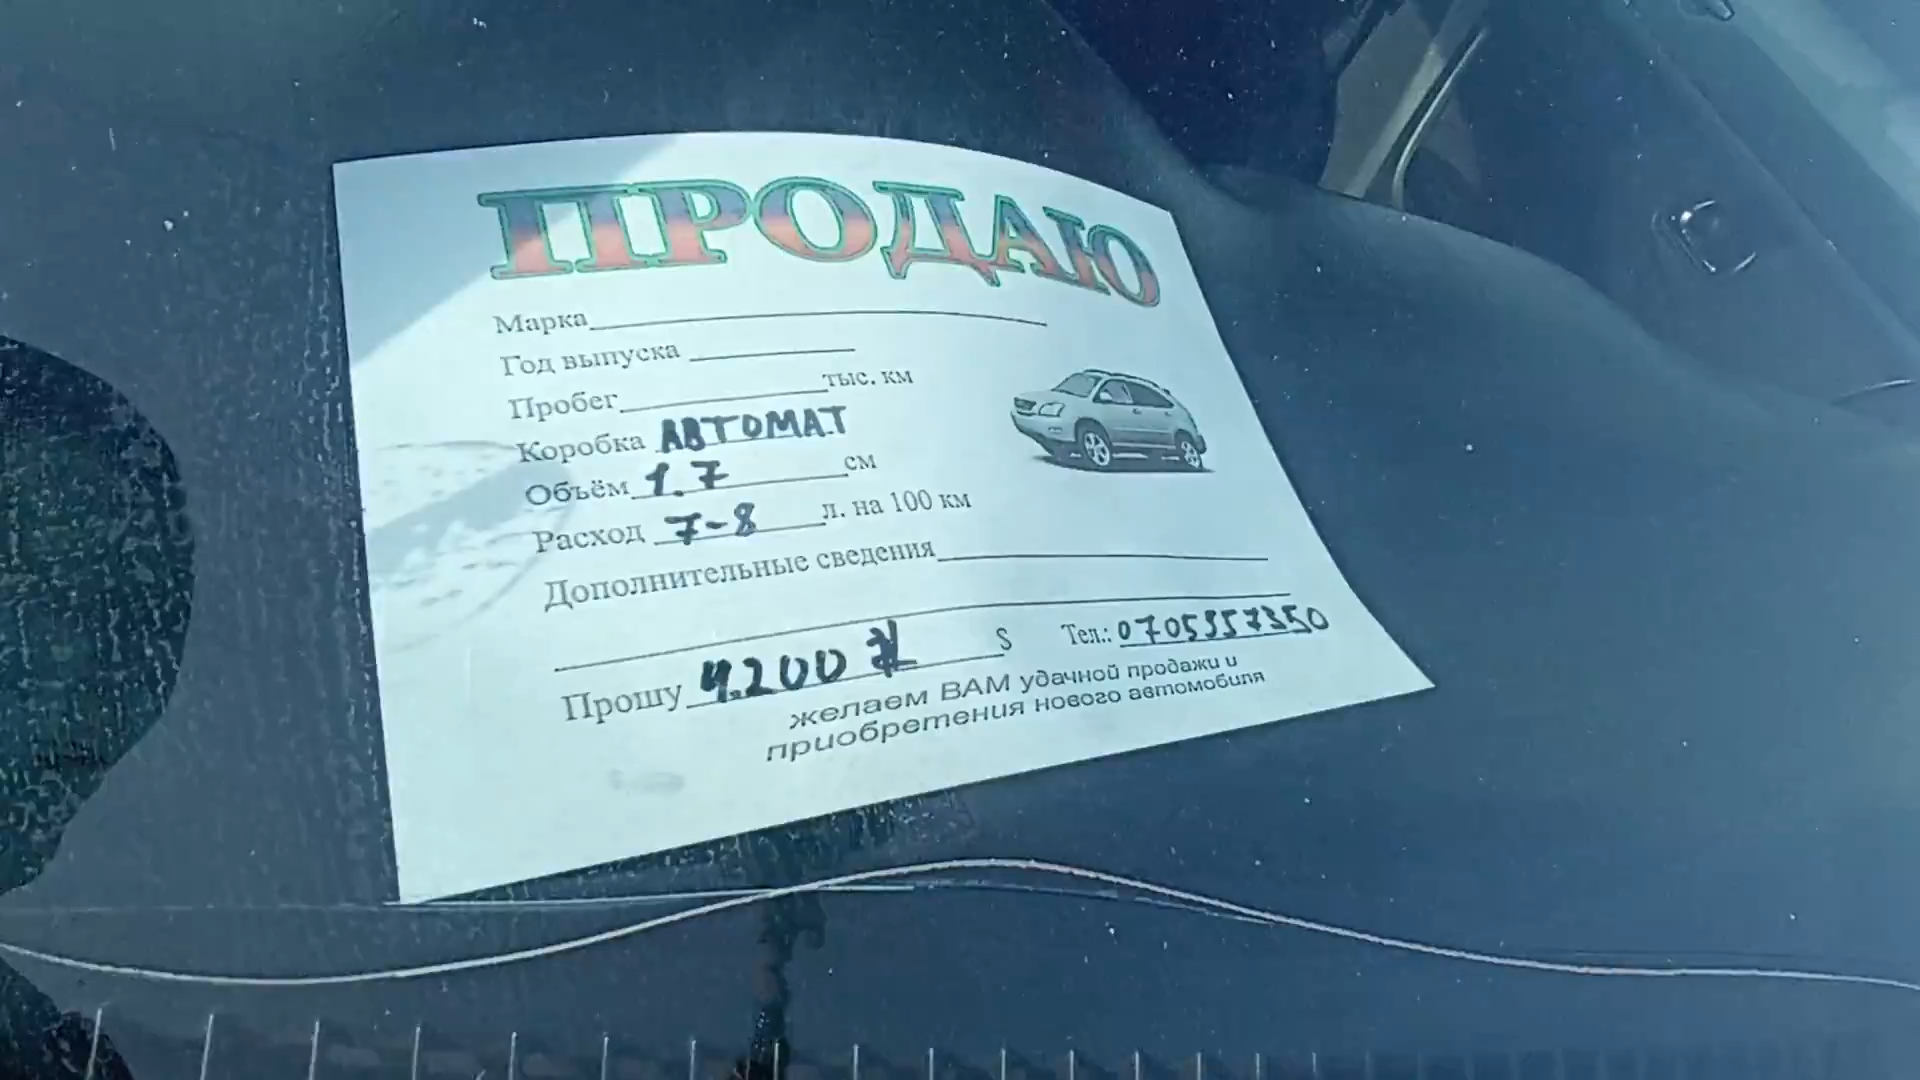 ПРОДАЮ
Марка
Год выпуска
Пробег тыс. км
Коробка АВТОМАТ
Объём 1.7 см
Расход 7-8 л. на 100 км
Дополнительные сведения
Прошу 4.200 $
Тел.: 0705557350
желаем ВАМ удачной продажи и
приобретения нового автомобиля